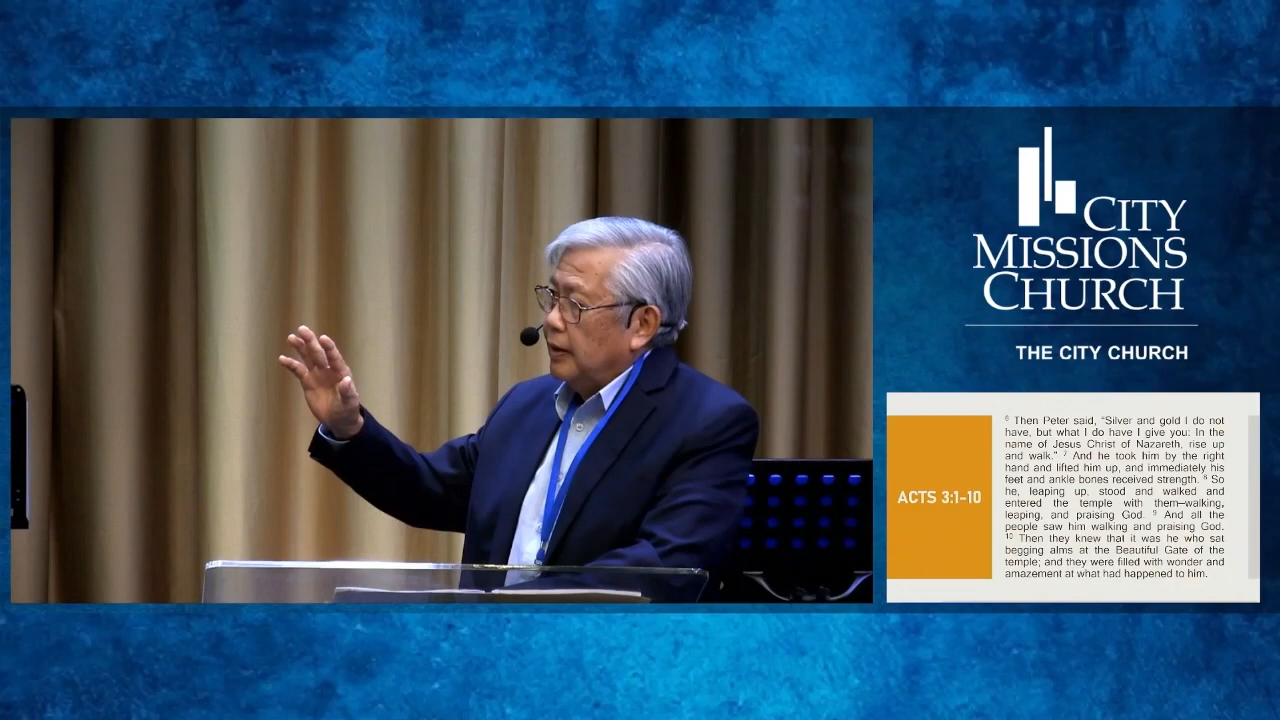 CITY
MISSIONS
CHURCH
THE CITY CHURCH
ACTS 3:1-10
⁶ Then Peter said, “Silver and gold I do not
have, but what I do have I give you: In the
name of Jesus Christ of Nazareth, rise up
and walk.” ⁷ And he took him by the right
hand and lifted him up, and immediately his
feet and ankle bones received strength. ⁸ So
he, leaping up, stood and walked and
entered the temple with them—walking,
leaping, and praising God. ⁹ And all the
people saw him walking and praising God.
¹⁰ Then they knew that it was he who sat
begging alms at the Beautiful Gate of the
temple; and they were filled with wonder and
amazement at what had happened to him.